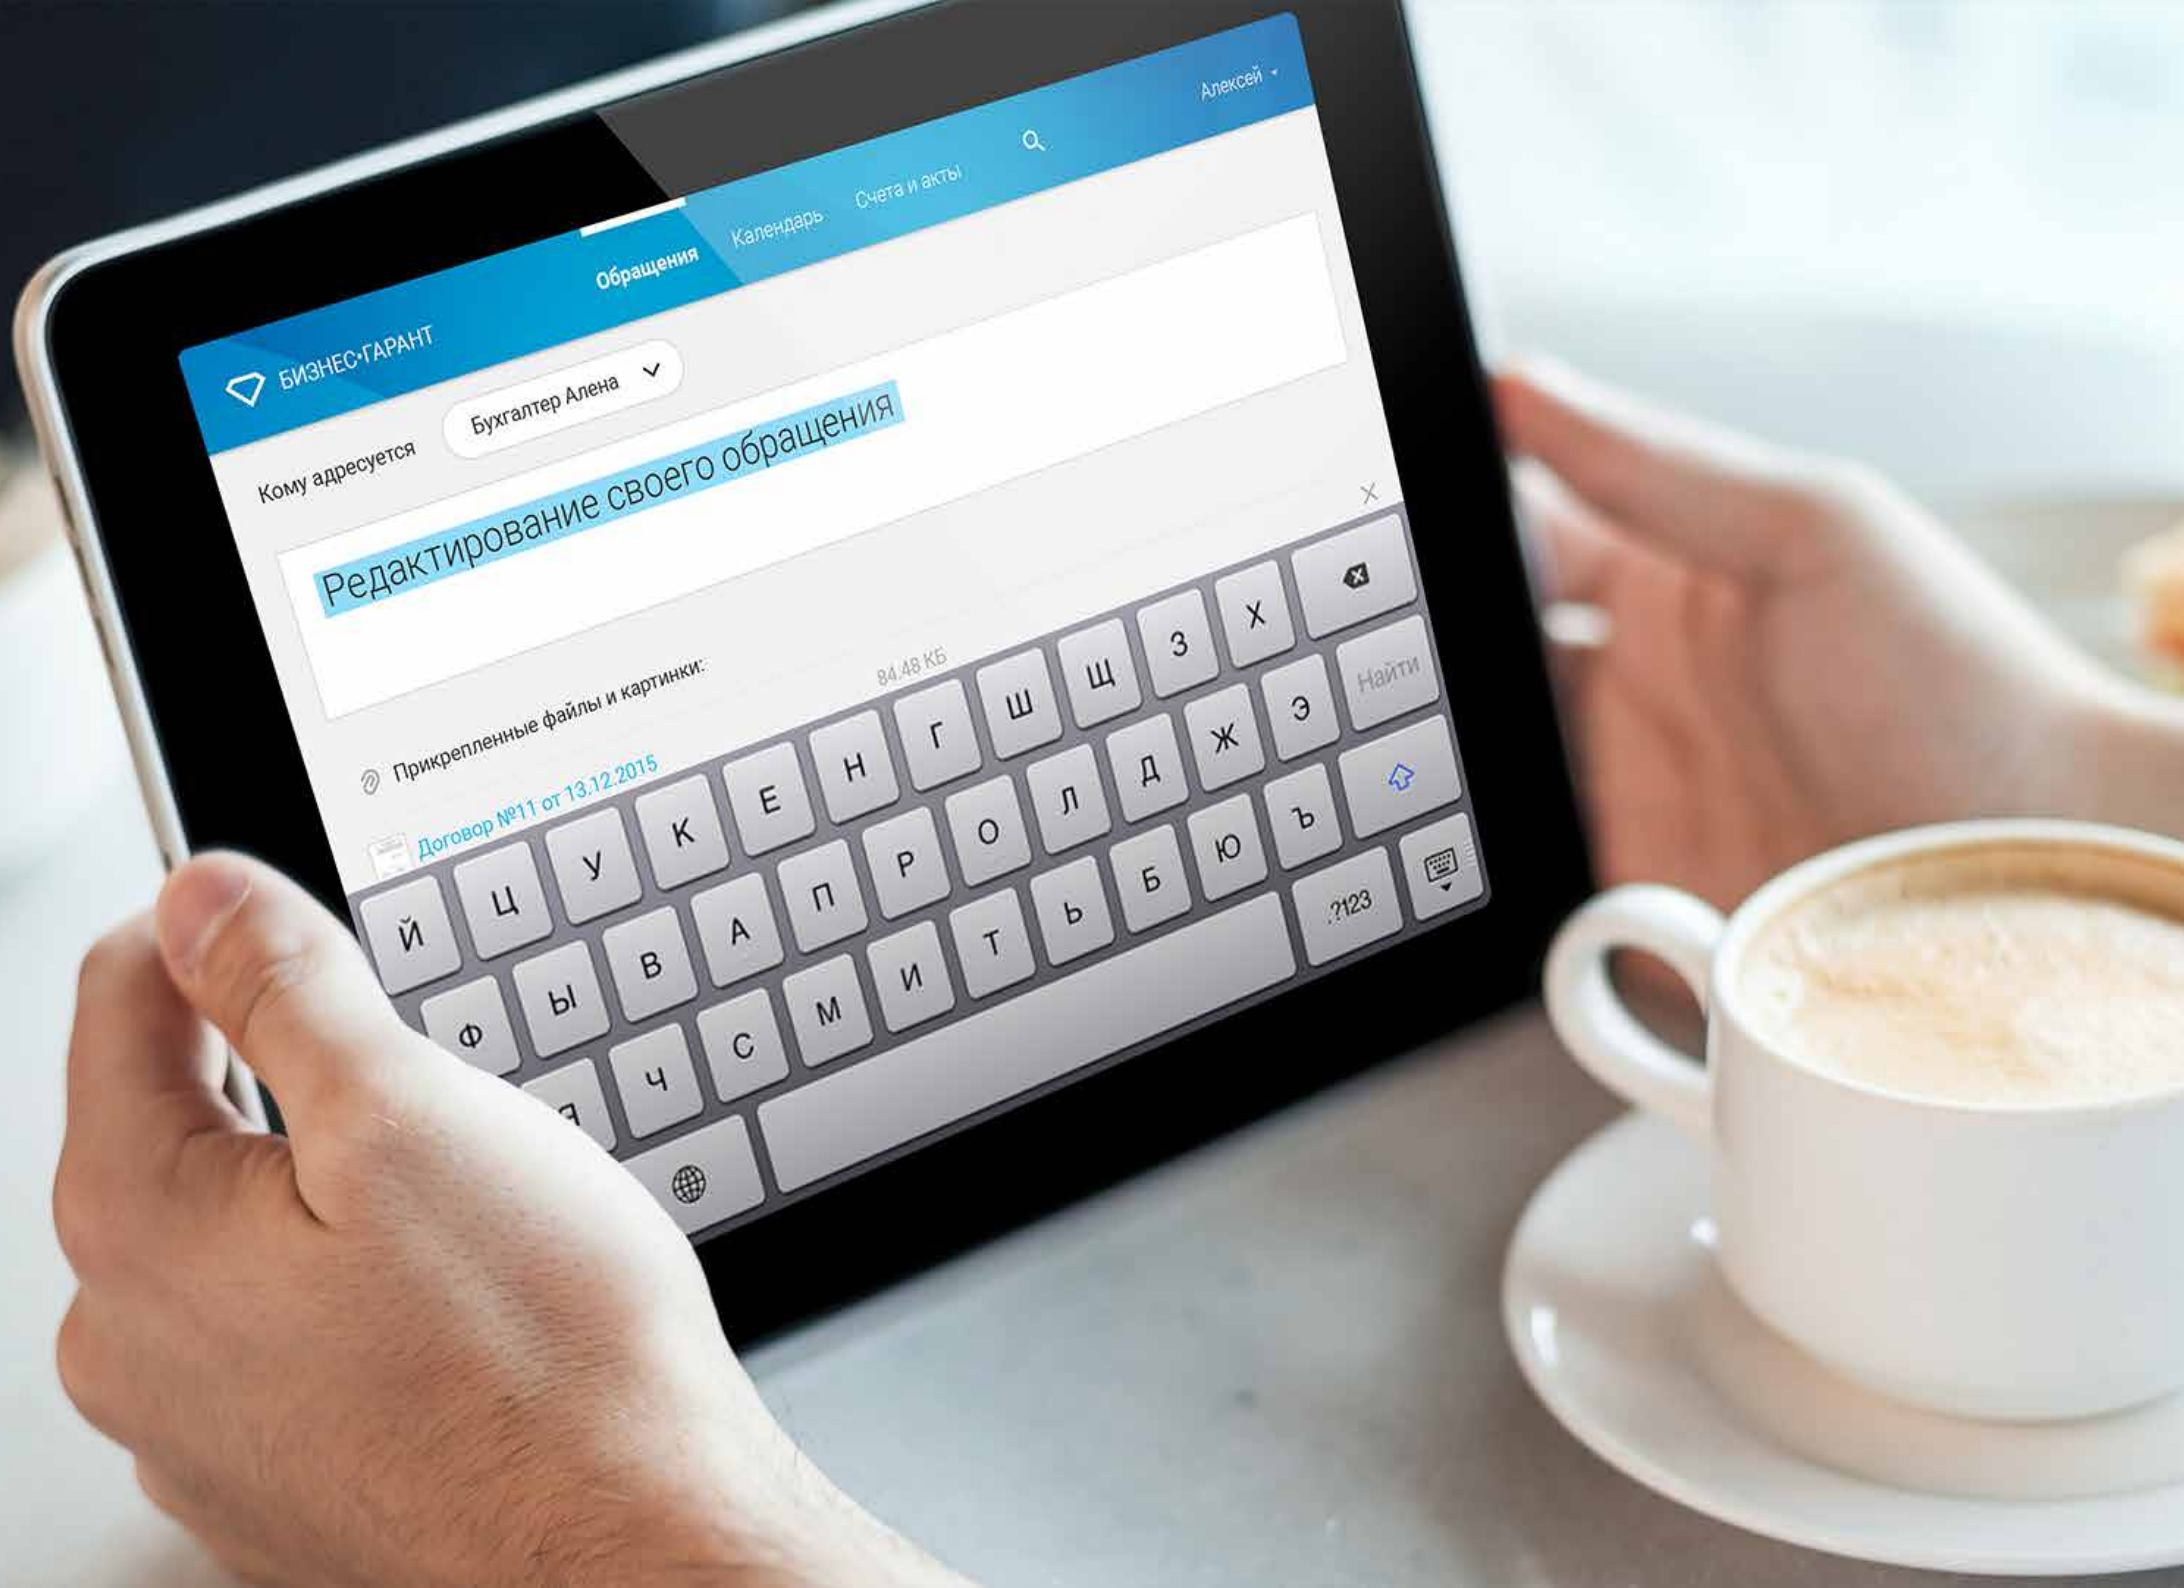 БИЗНЕС•ГАРАНТ
Обращения
Календарь
Счета и акты
Алексей
Кому адресуется
Бухгалтер Алена
Редактирование своего обращения
Прикрепленные файлы и картинки:
Договор №11 от 13.12.2015
84.48 КБ
Й Ц У К Е Н Г Ш Щ З Х
Ф Ы В А П Р О Л Д Ж Э Найти
Я Ч С М И Т Ь Б Ю Ъ
.?123